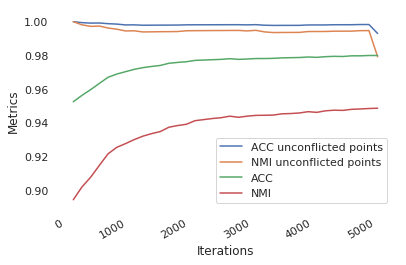 1.00
0.98
0.96
0.94
0.92
0.90
Metrics
0
1000
2000
3000
4000
5000
Iterations
ACC unconflicted points
NMI unconflicted points
ACC
NMI